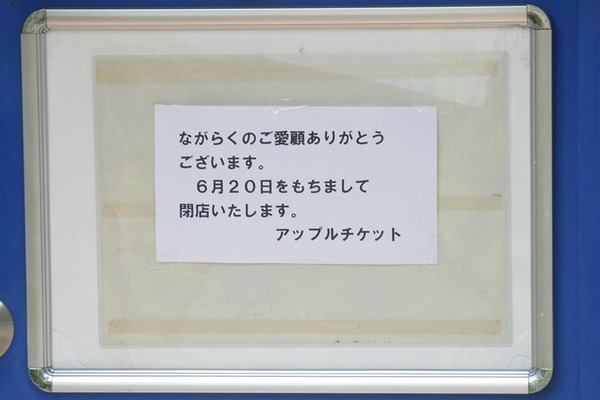 ながらくのご愛顧ありがとう
ございます。
　６月２０日をもちまして
閉店いたします。
アップルチケット